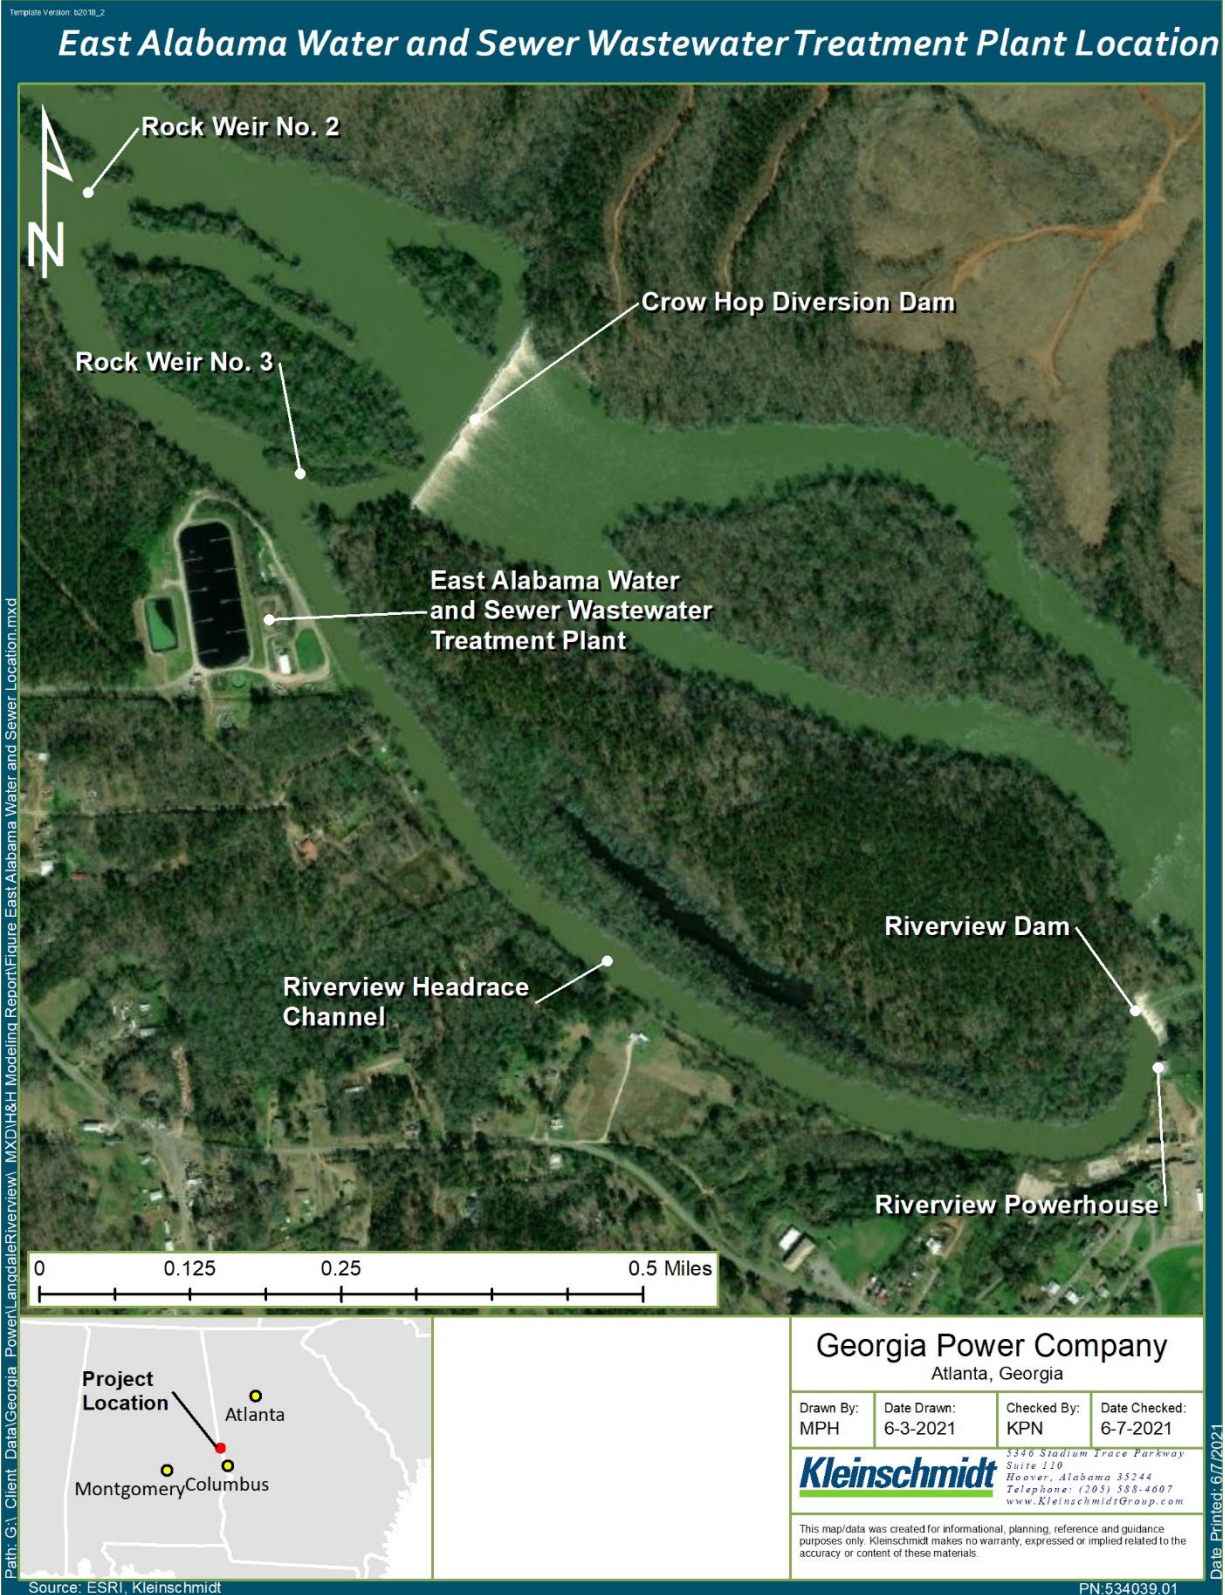 Template Version: b2018_2
East Alabama Water and Sewer Wastewater Treatment Plant Location
Rock Weir No. 2
N
Crow Hop Diversion Dam
Rock Weir No. 3
East Alabama Water
and Sewer Wastewater
Treatment Plant
Riverview Dam
Riverview Headrace
Channel
Riverview Powerhouse
0 0.125 0.25 0.5 Miles
Path: G:\_Client_Data\Georgia_Power\LangdaleRiverview\_MXD\H&H Modeling Report\Figure East Alabama Water and Sewer Location.mxd
Project
Location
Atlanta
Montgomery
Columbus
Georgia Power Company
Atlanta, Georgia
Drawn By:
MPH
Date Drawn:
6-3-2021
Checked By:
KPN
Date Checked:
6-7-2021
Kleinschmidt
5346 Stadium Trace Parkway
Suite 110
Hoover, Alabama 35244
Telephone: (205) 588-4607
www.KleinschmidtGroup.com
This map/data was created for informational, planning, reference and guidance
purposes only. Kleinschmidt makes no warranty, expressed or implied related to the
accuracy or content of these materials.
Date Printed: 6/7/2021
Source: ESRI, Kleinschmidt
PN:534039.01